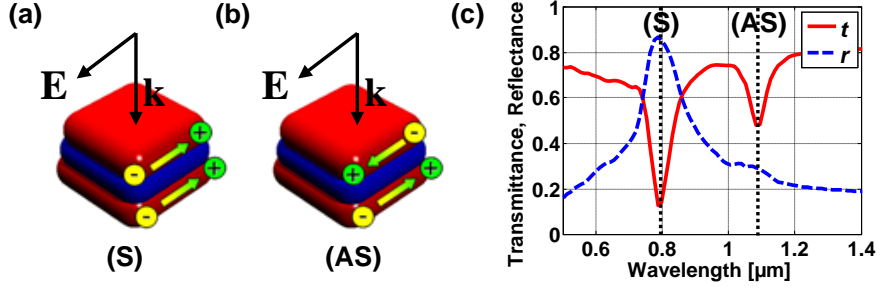 (a)
E
k
+
-
+
-
(S)
(b)
E
k
-
+
+
-
(AS)
(c)
(S)
(AS)
t
r
Transmittance, Reflectance
1
0.8
0.6
0.4
0.2
0
0.6 0.8 1 1.2 1.4
Wavelength [µm]